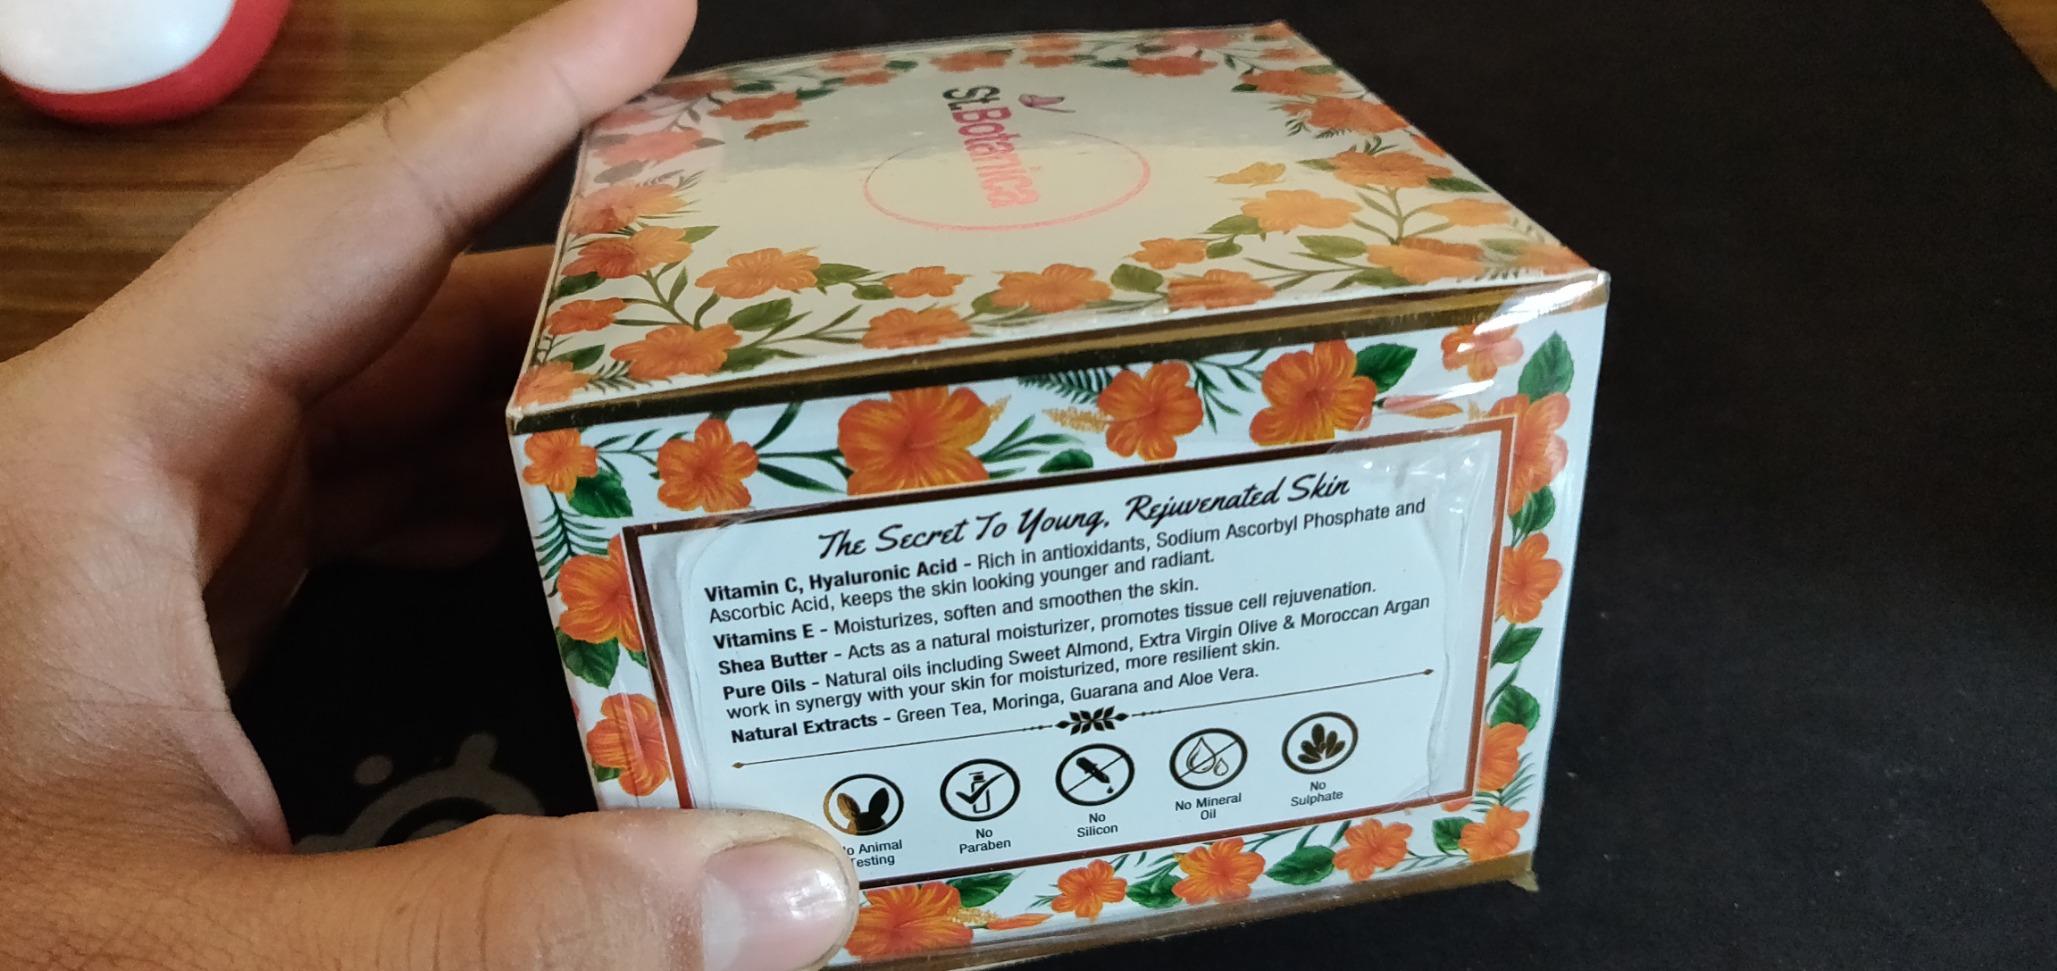 St.Botanica
The Secret To Young, Rejuvenated Skin
Vitamin C, Hyaluronic Acid - Rich in antioxidants, Sodium Ascorbyl Phosphate and
Ascorbic Acid, keeps the skin looking younger and radiant.
Vitamins E - Moisturizes, soften and smoothen the skin.
Shea Butter - Acts as a natural moisturizer, promotes tissue cell rejuvenation.
Pure Oils - Natural oils including Sweet Almond, Extra Virgin Olive & Moroccan Argan
work in synergy with your skin for moisturized, more resilient skin.
Natural Extracts - Green Tea, Moringa, Guarana and Aloe Vera.
Animal
No
Paraben
No
Silicon
No Mineral
Oil
No
Sulphate